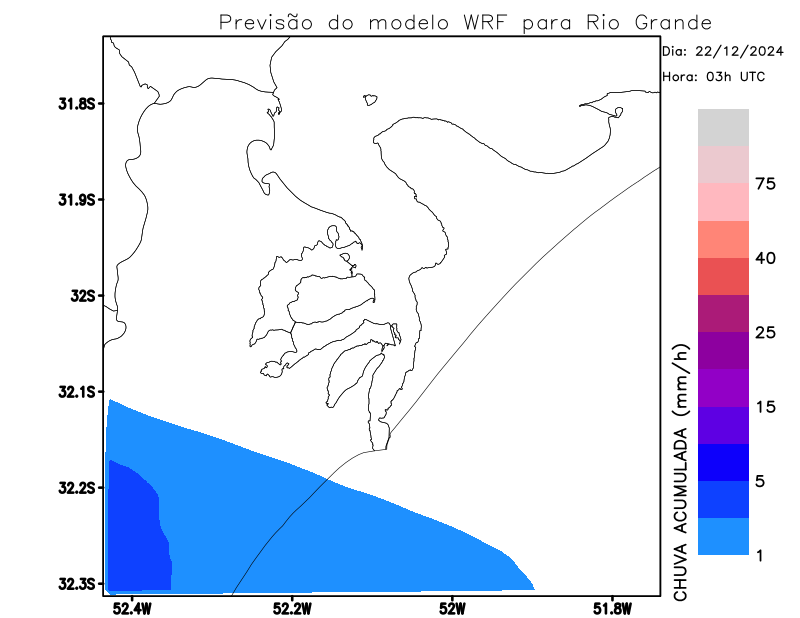 Previsão do modelo WRF para Rio Grande
Dia: 22/12/2024
Hora: 03h UTC
31.8S
31.9S
32S
32.1S
32.2S
32.3S
52.4W
52.2W
52W
51.8W
75
40
25
15
5
1
CHUVA ACUMULADA (mm/h)